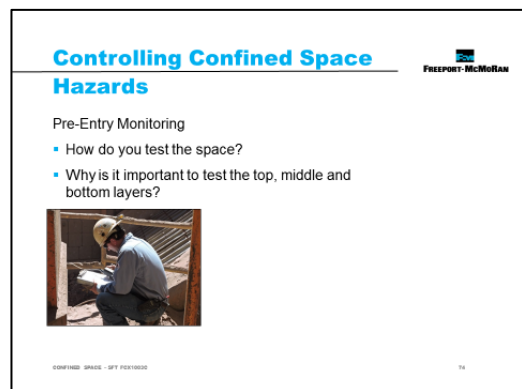 Controlling Confined Space
Hazards
FCX
FREEPORT-MCMORAN
Pre-Entry Monitoring
▪ How do you test the space?
▪ Why is it important to test the top, middle and
bottom layers?
CONFINED SPACE - SFT FCX1002C
74